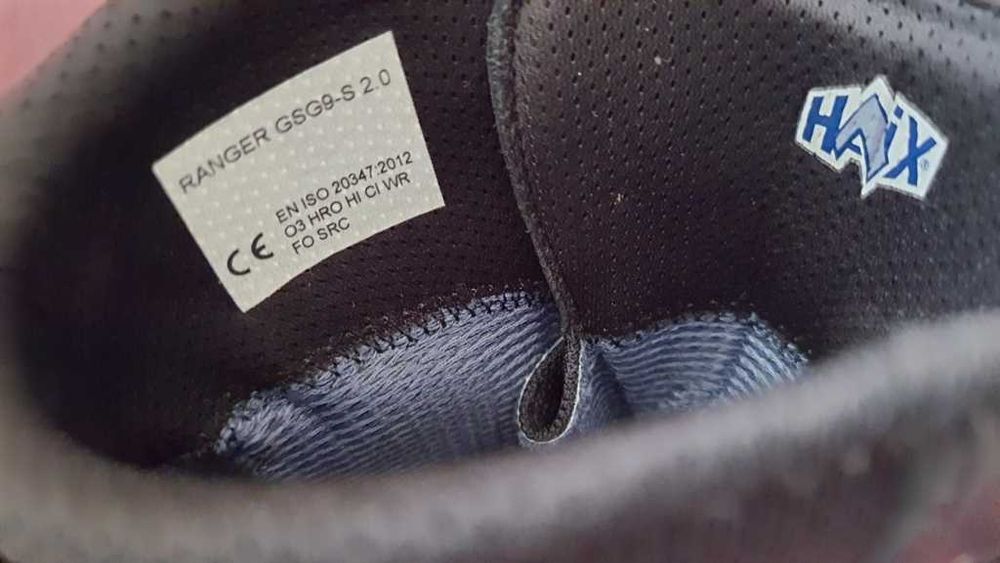 RANGER GSG9-S 2.0
EN ISO 20347:2012
O3 HRO HI CI WR
FO SRC
CE
HAiX®